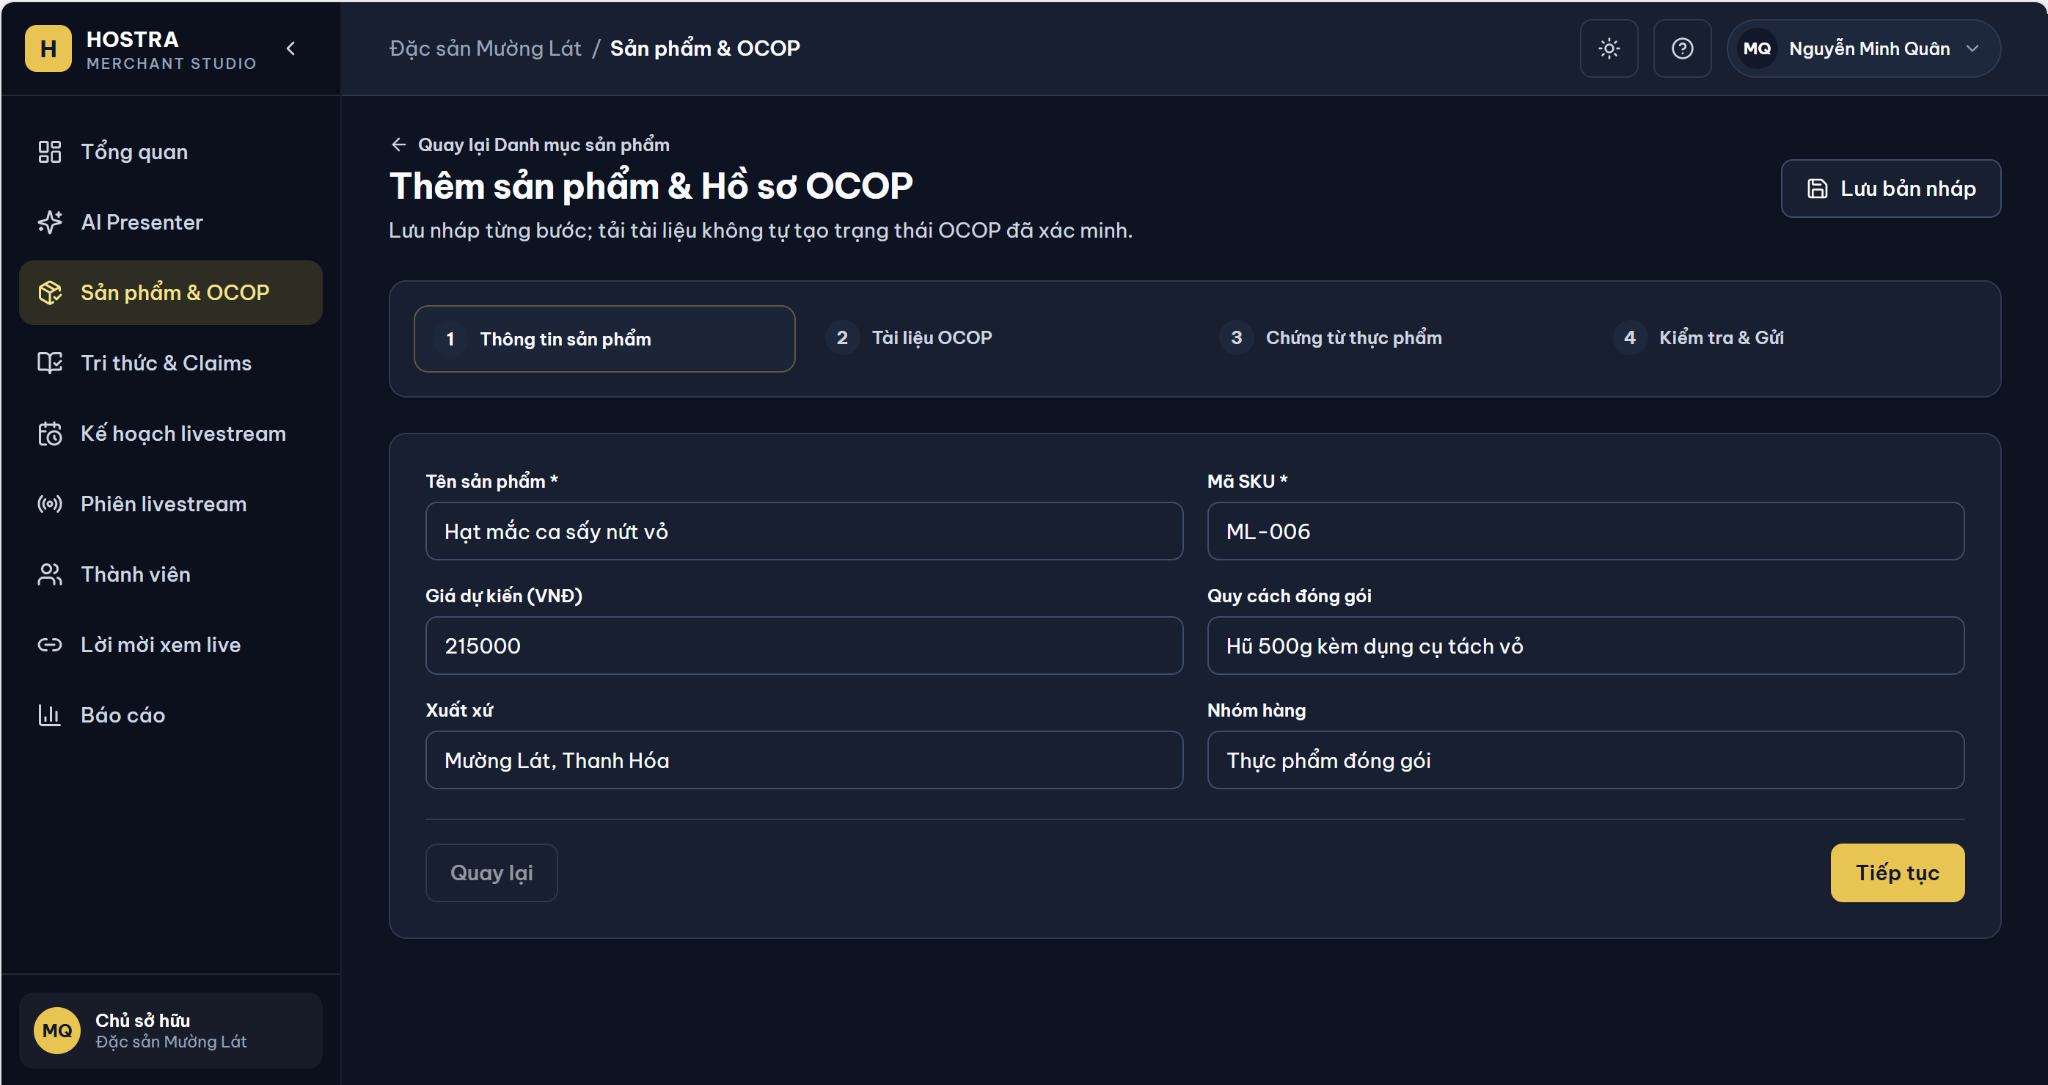 H
HOSTRA
MERCHANT STUDIO
Đặc sản Mường Lát / Sản phẩm & OCOP
MQ Nguyễn Minh Quân
Tổng quan
AI Presenter
Sản phẩm & OCOP
Tri thức & Claims
Kế hoạch livestream
Phiên livestream
Thành viên
Lời mời xem live
Báo cáo
MQ
Chủ sở hữu
Đặc sản Mường Lát
Quay lại Danh mục sản phẩm
Thêm sản phẩm & Hồ sơ OCOP
Lưu nháp từng bước; tải tài liệu không tự tạo trạng thái OCOP đã xác minh.
Lưu bản nháp
1 Thông tin sản phẩm
2 Tài liệu OCOP
3 Chứng từ thực phẩm
4 Kiểm tra & Gửi
Tên sản phẩm *
Hạt mắc ca sấy nứt vỏ
Mã SKU *
ML-006
Giá dự kiến (VNĐ)
215000
Quy cách đóng gói
Hũ 500g kèm dụng cụ tách vỏ
Xuất xứ
Mường Lát, Thanh Hóa
Nhóm hàng
Thực phẩm đóng gói
Quay lại
Tiếp tục